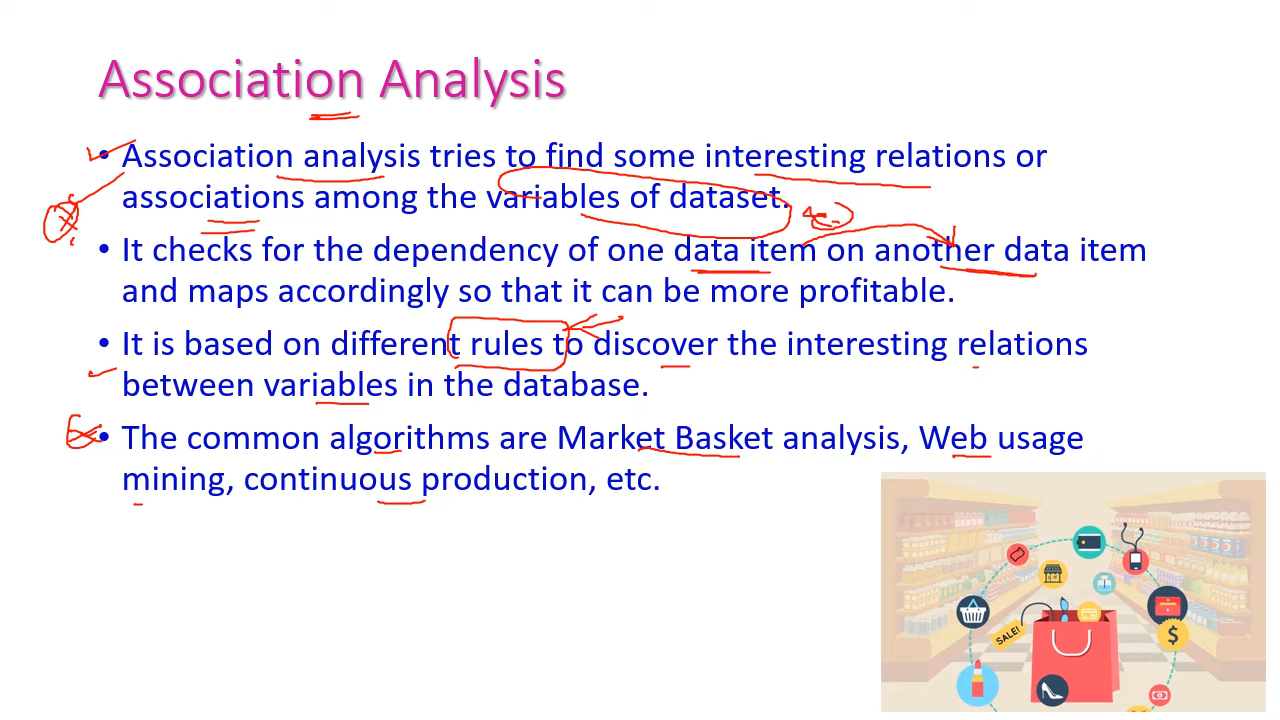 Association Analysis
• Association analysis tries to find some interesting relations or
associations among the variables of dataset.
• It checks for the dependency of one data item on another data item
and maps accordingly so that it can be more profitable.
• It is based on different rules to discover the interesting relations
between variables in the database.
• The common algorithms are Market Basket analysis, Web usage
mining, continuous production, etc.
SALE!
$